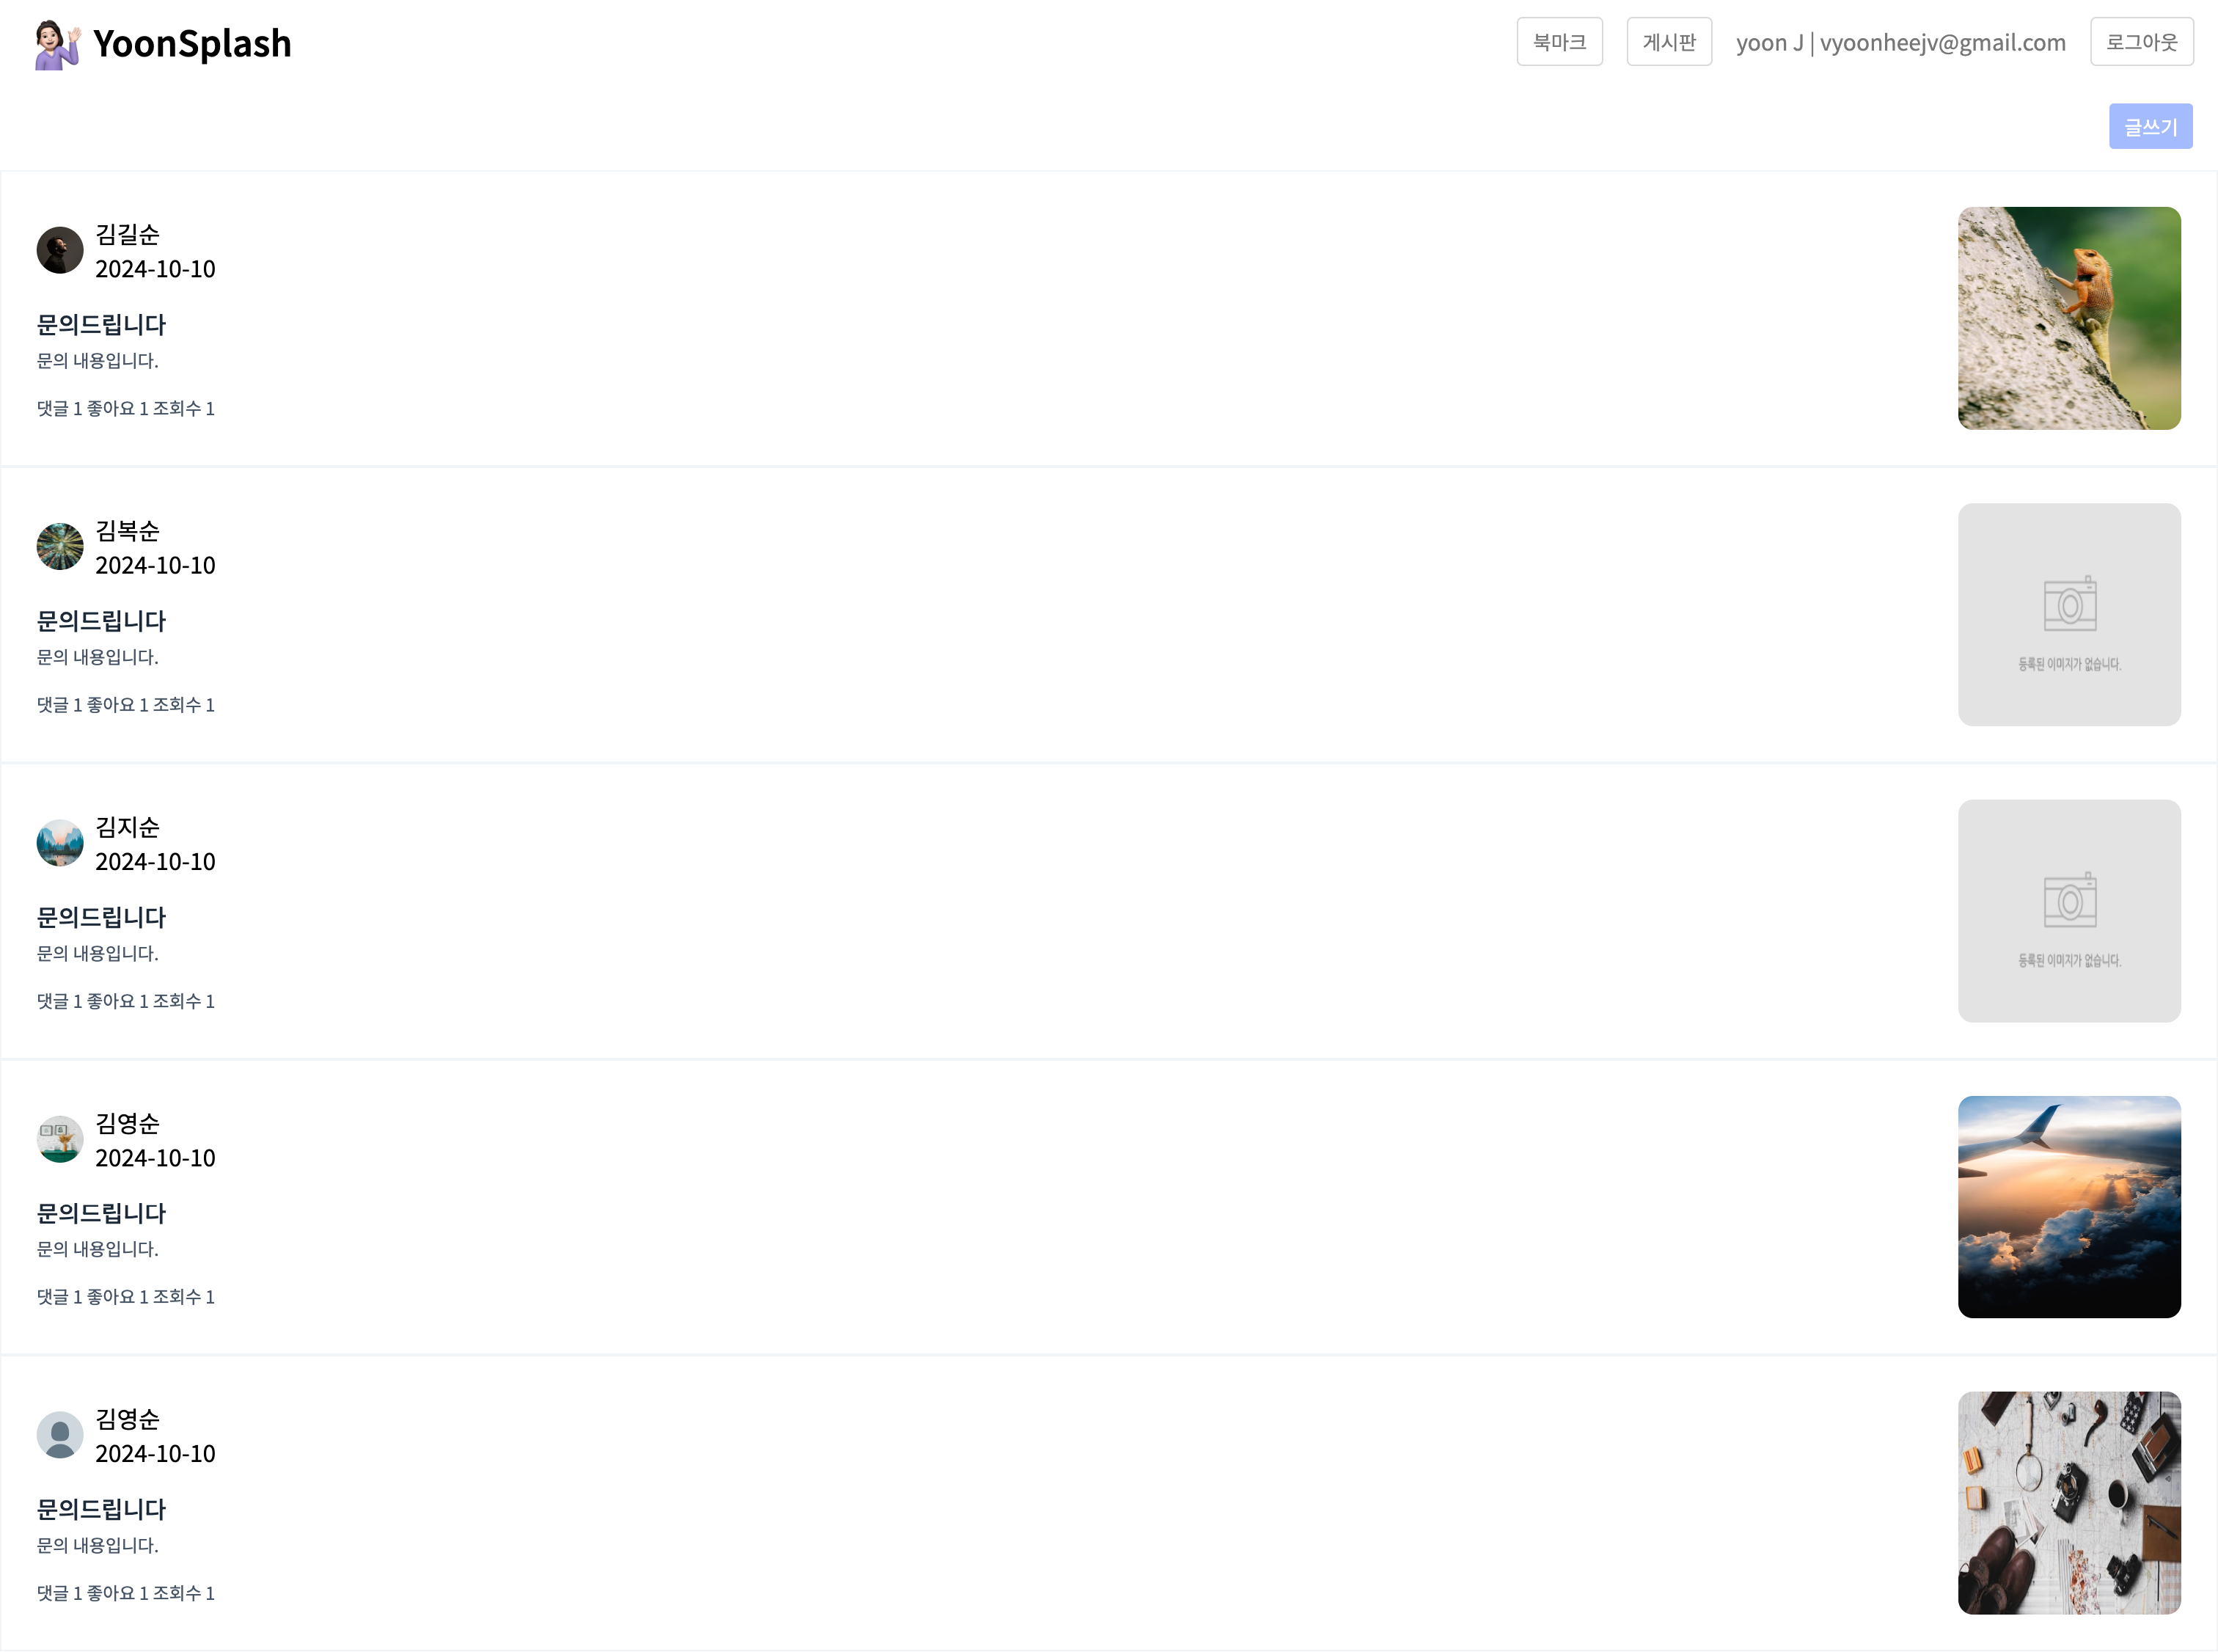 YoonSplash
북마크 게시판 yoon J | vyoonheejv@gmail.com 로그아웃
글쓰기
김길순
2024-10-10
문의드립니다
문의 내용입니다.
댓글 1 좋아요 1 조회수 1
김복순
2024-10-10
문의드립니다
문의 내용입니다.
댓글 1 좋아요 1 조회수 1
등록된 이미지가 없습니다.
김지순
2024-10-10
문의드립니다
문의 내용입니다.
댓글 1 좋아요 1 조회수 1
등록된 이미지가 없습니다.
김영순
2024-10-10
문의드립니다
문의 내용입니다.
댓글 1 좋아요 1 조회수 1
김영순
2024-10-10
문의드립니다
문의 내용입니다.
댓글 1 좋아요 1 조회수 1